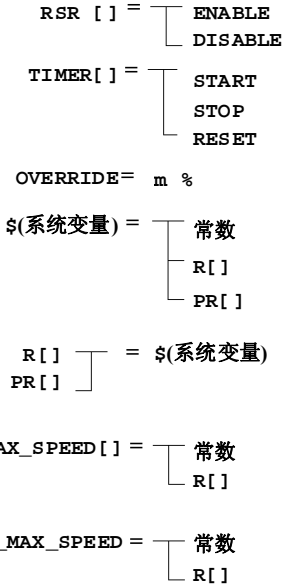 RSR [] = ENABLE
DISABLE
TIMER[] = START
STOP
RESET
OVERRIDE= m %
$(系统变量) = 常数
R[]
PR[]
R[] = $(系统变量)
PR[]
AX_SPEED[] = 常数
R[]
_MAX_SPEED = 常数
R[]